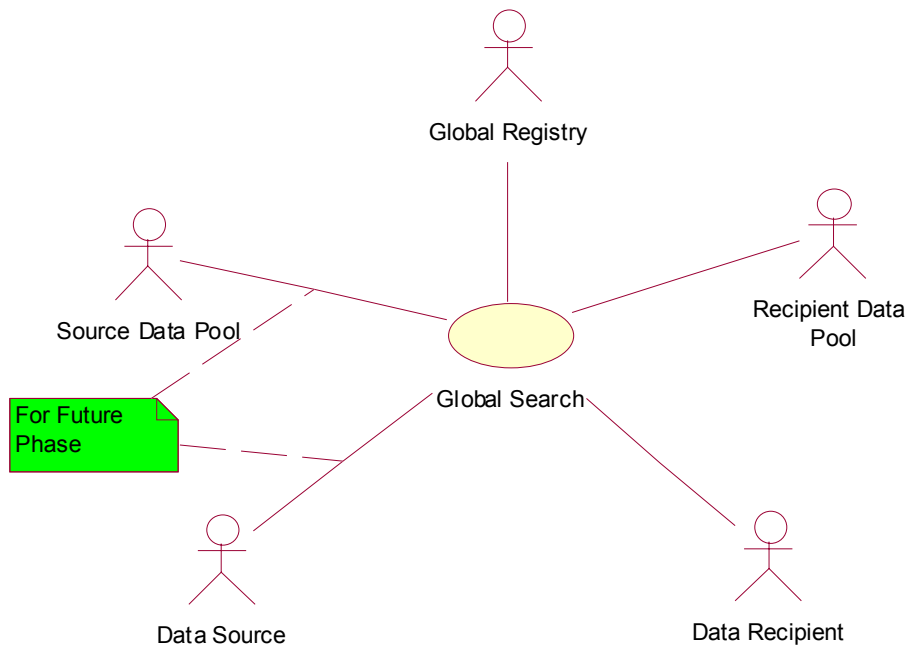 Global Registry
Source Data Pool
Recipient Data
Pool
Global Search
For Future
Phase
Data Source
Data Recipient